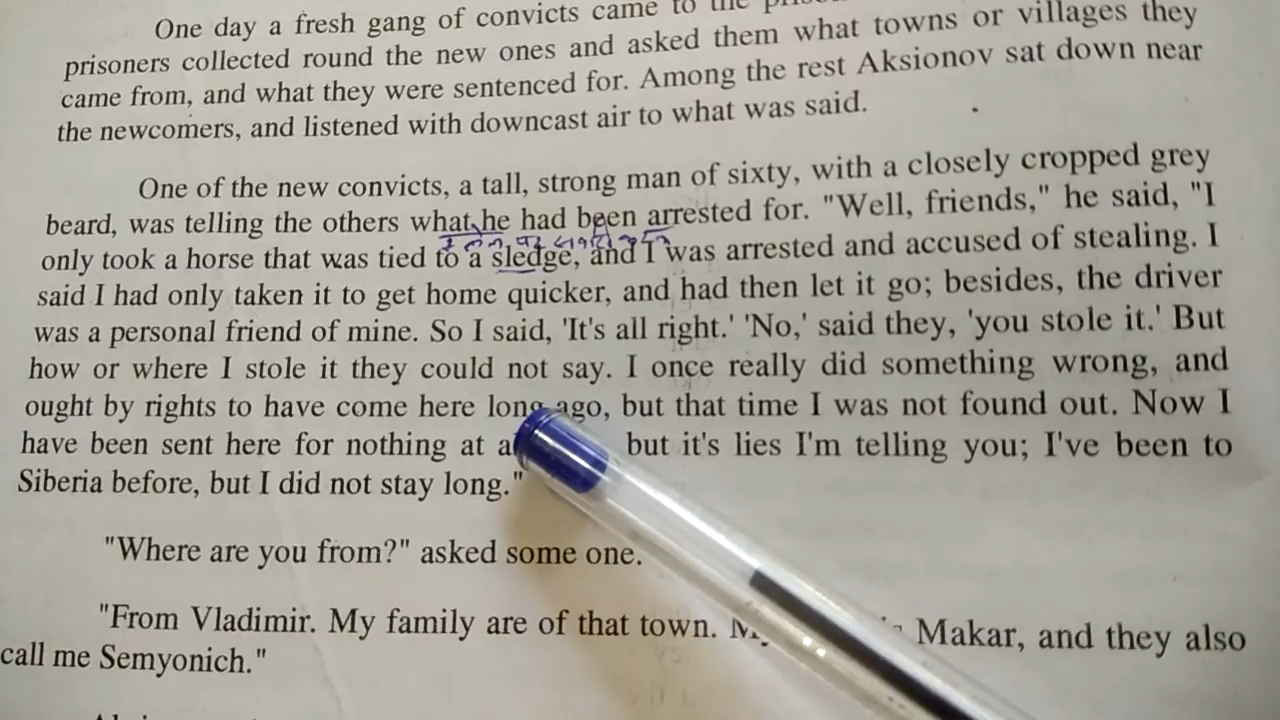 One day a fresh gang of convicts came to the
prisoners collected round the new ones and asked them what towns or villages they
came from, and what they were sentenced for. Among the rest Aksionov sat down near
the newcomers, and listened with downcast air to what was said.
One of the new convicts, a tall, strong man of sixty, with a closely cropped grey
beard, was telling the others what he had been arrested for. "Well, friends," he said, "I
only took a horse that was tied to a sledge, and I was arrested and accused of stealing. I
said I had only taken it to get home quicker, and had then let it go; besides, the driver
was a personal friend of mine. So I said, 'It's all right.' 'No,' said they, 'you stole it.' But
how or where I stole it they could not say. I once really did something wrong, and
ought by rights to have come here long ago, but that time I was not found out. Now I
have been sent here for nothing at but it's lies I'm telling you; I've been to
Siberia before, but I did not stay long."
"Where are you from?" asked some one.
"From Vladimir. My family are of that town. Makar, and they also
call me Semyonich."